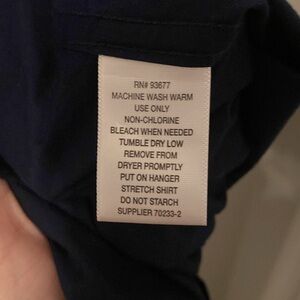 RN# 93677
MACHINE WASH WARM
USE ONLY
NON-CHLORINE
BLEACH WHEN NEEDED
TUMBLE DRY LOW
REMOVE FROM
DRYER PROMPTLY
PUT ON HANGER
STRETCH SHIRT
DO NOT STARCH
SUPPLIER 70233-2